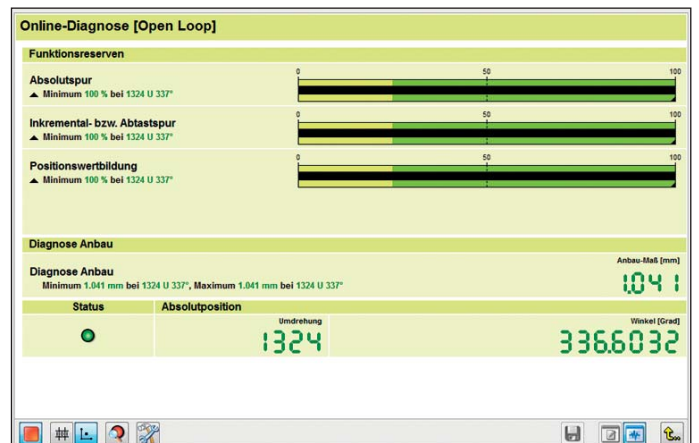 Online-Diagnose [Open Loop]
Funktionsreserven
Absolutspur
Minimum 100 % bei 1324 U 337°
0 50 100
Inkremental- bzw. Abtastspur
Minimum 100 % bei 1324 U 337°
0 50 100
Positionswertbildung
Minimum 100 % bei 1324 U 337°
0 50 100
Diagnose Anbau
Diagnose Anbau
Minimum 1.041 mm bei 1324 U 337°, Maximum 1.041 mm bei 1324 U 337°
Anbau-Maß [mm]
1.041
Status Absolutposition
Umdrehung
1324
Winkel [Grad]
336.6032